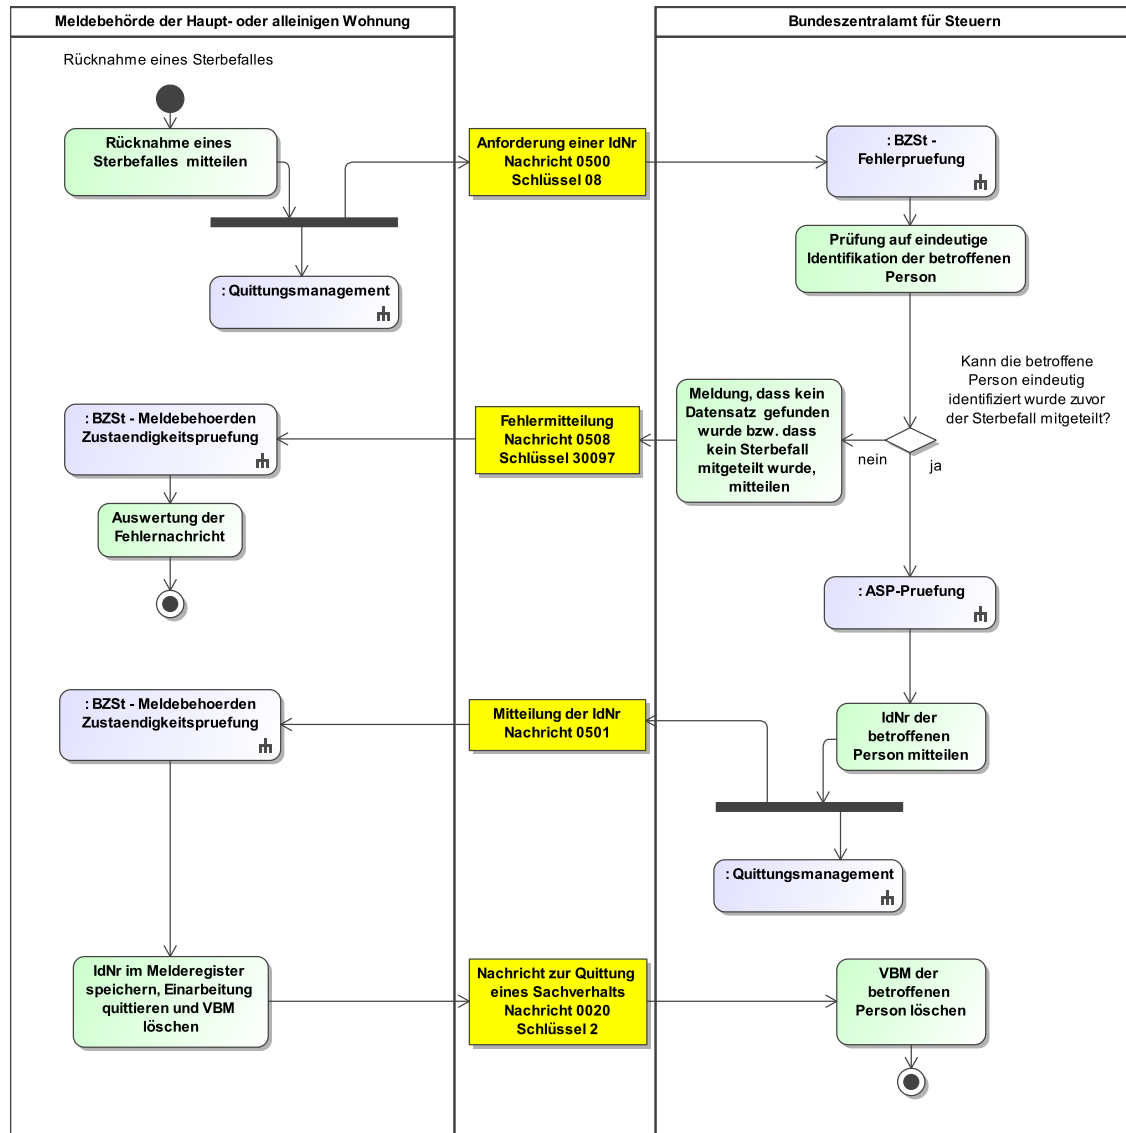 Meldebehörde der Haupt- oder alleinigen Wohnung
Bundeszentralamt für Steuern
Rücknahme eines Sterbefalles
Rücknahme eines
Sterbefalles mitteilen
Anforderung einer IdNr
Nachricht 0500
Schlüssel 08
: BZSt -
Fehlerpruefung
Prüfung auf eindeutige
Identifikation der betroffenen
Person
: Quittungsmanagement
Kann die betroffene
Person eindeutig
identifiziert wurde zuvor
der Sterbefall mitgeteilt?
nein
ja
Meldung, dass kein
Datensatz gefunden
wurde bzw. dass
kein Sterbefall
mitgeteilt wurde,
mitteilen
Fehlermitteilung
Nachricht 0508
Schlüssel 30097
: BZSt - Meldebehoerden
Zustaendigkeitspruefung
Auswertung der
Fehlernachricht
: ASP-Pruefung
IdNr der
betroffenen
Person mitteilen
Mitteilung der IdNr
Nachricht 0501
: BZSt - Meldebehoerden
Zustaendigkeitspruefung
: Quittungsmanagement
IdNr im Melderegister
speichern, Einarbeitung
quittieren und VBM
löschen
Nachricht zur Quittung
eines Sachverhalts
Nachricht 0020
Schlüssel 2
VBM der
betroffenen
Person löschen